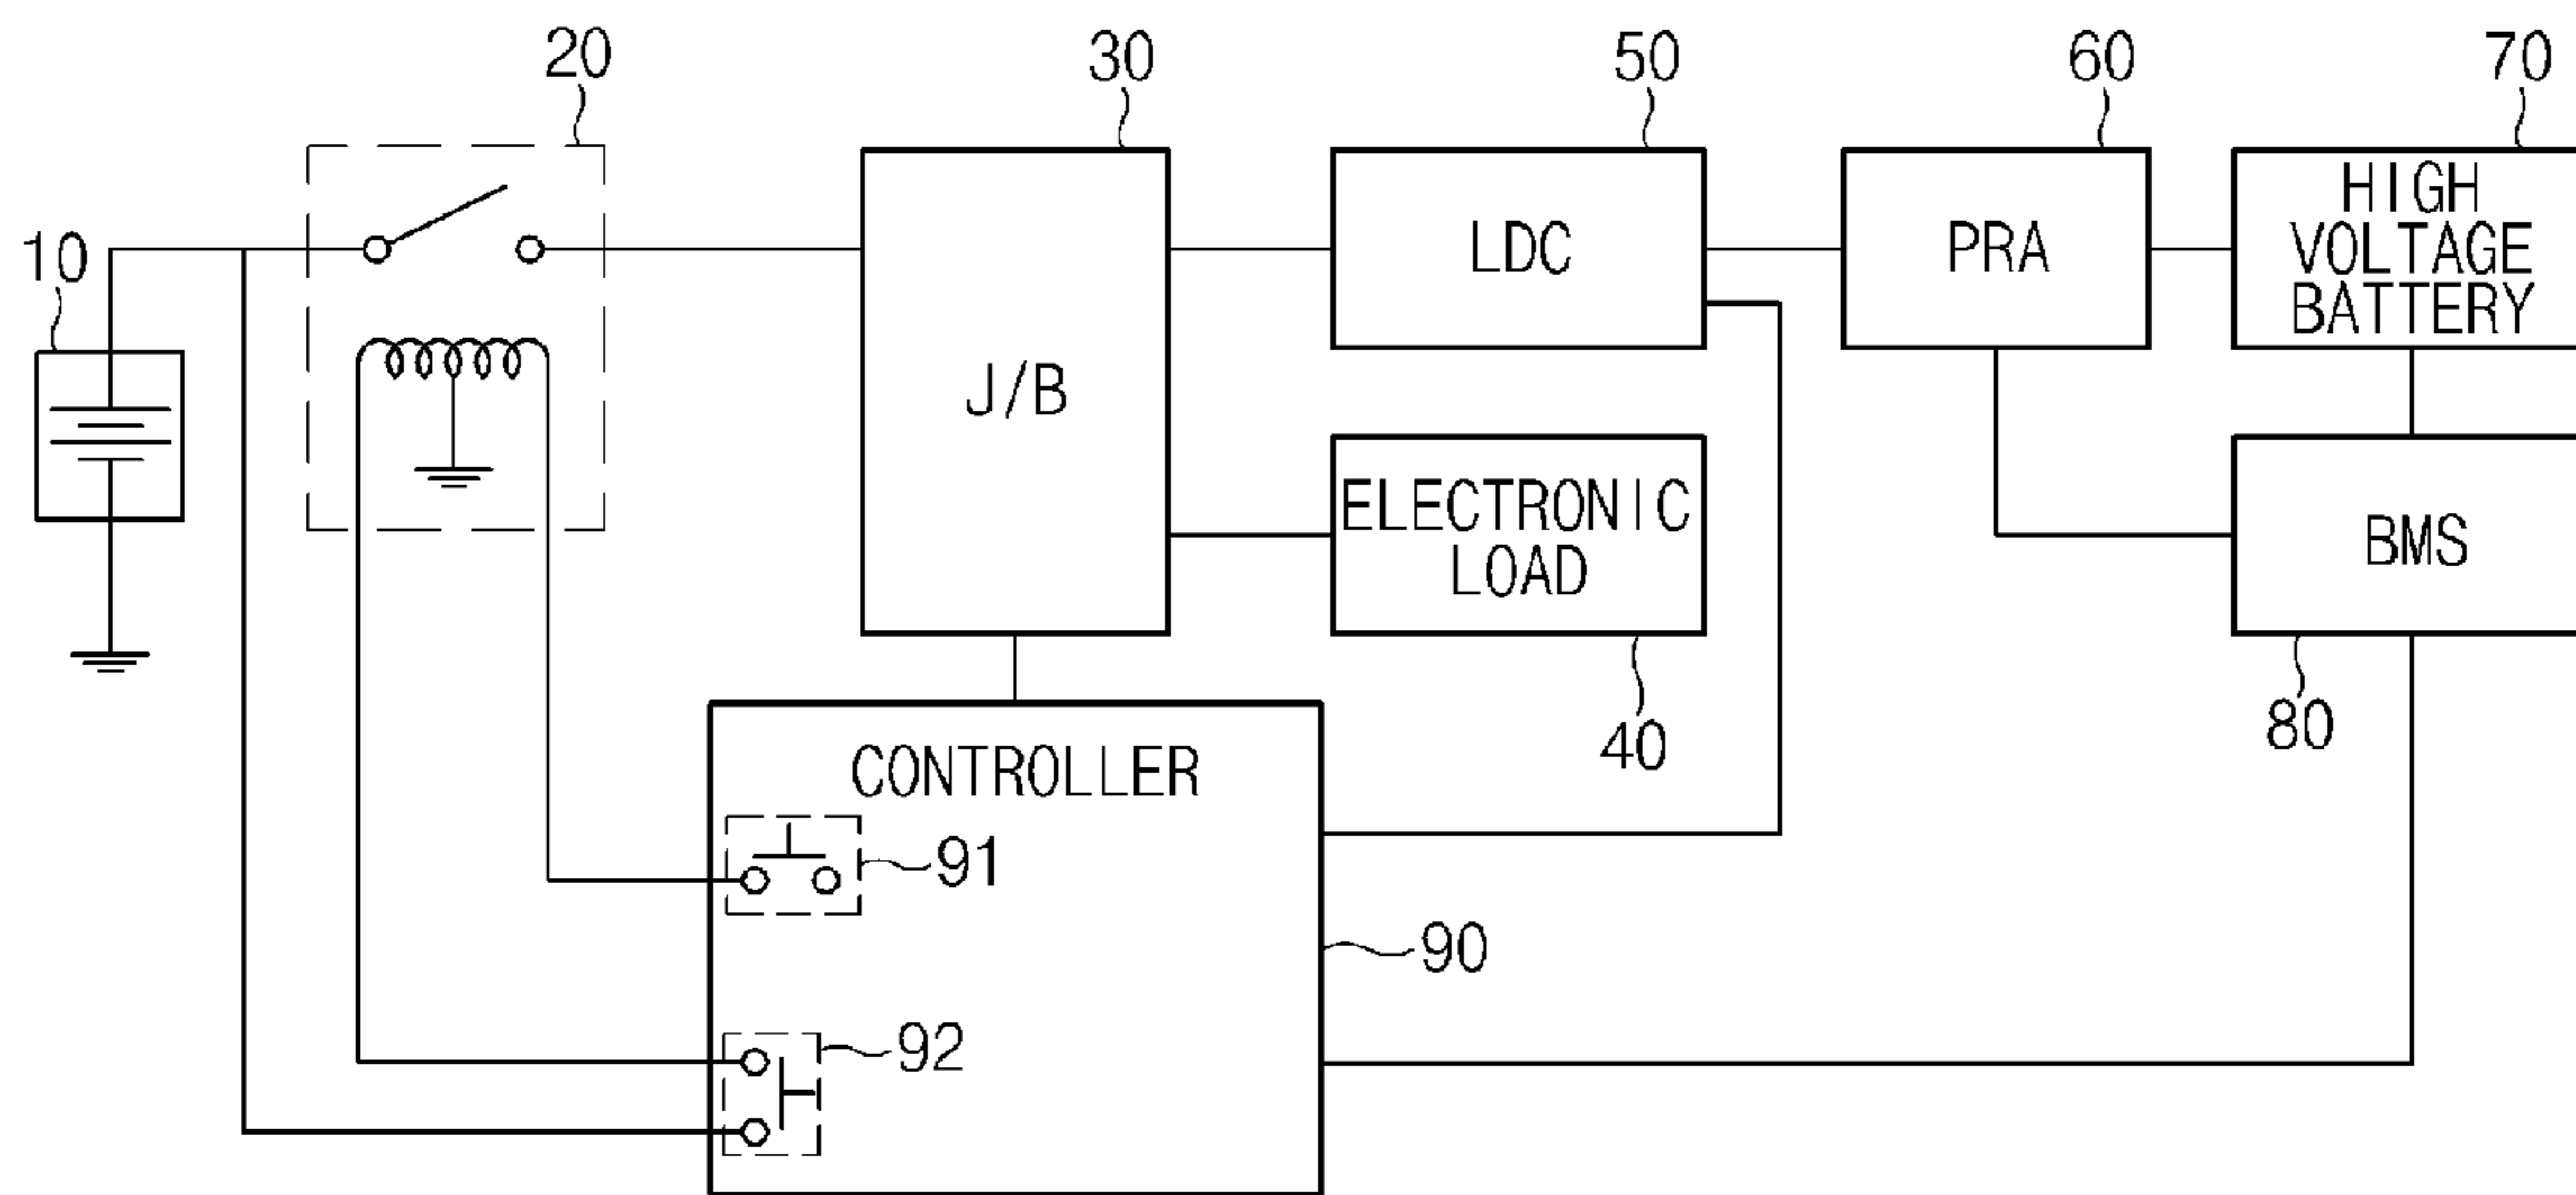 20
30
50
60
70
10
J/B
LDC
PRA
HIGH
VOLTAGE
BATTERY
ELECTRONIC
LOAD
BMS
40
80
CONTROLLER
91
90
92